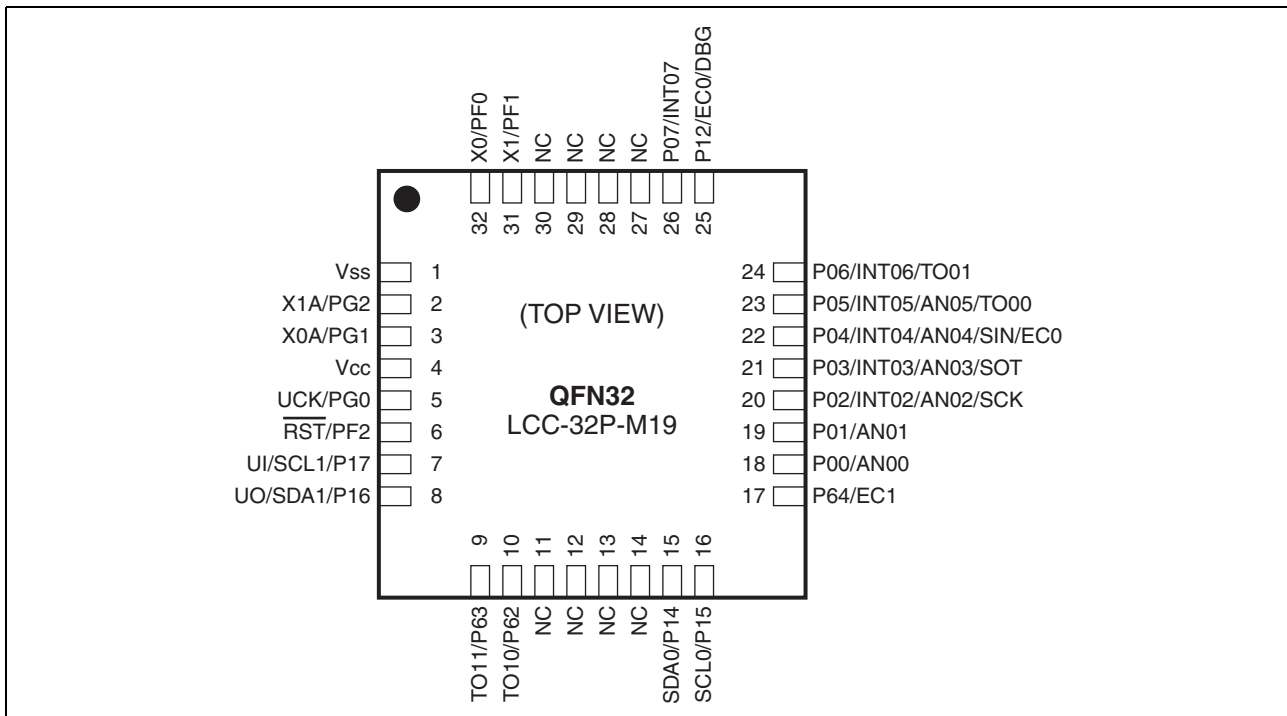 X0/PF0
X1/PF1
NC
NC
NC
NC
P07/INT07
P12/EC0/DBG
32
31
30
29
28
27
26
25
Vss 1
X1A/PG2 2
X0A/PG1 3
Vcc 4
UCK/PG0 5
RST/PF2 6
UI/SCL1/P17 7
UO/SDA1/P16 8
(TOP VIEW)
QFN32
LCC-32P-M19
24 P06/INT06/TO01
23 P05/INT05/AN05/TO00
22 P04/INT04/AN04/SIN/EC0
21 P03/INT03/AN03/SOT
20 P02/INT02/AN02/SCK
19 P01/AN01
18 P00/AN00
17 P64/EC1
9
10
11
12
13
14
15
16
TO11/P63
TO10/P62
NC
NC
NC
NC
SDA0/P14
SCL0/P15